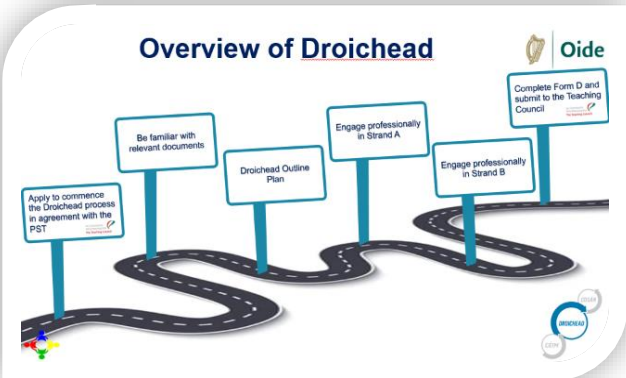 Overview of Droichead
Oide
Complete Form D and
submit to the Teaching
Council
Engage professionally
in Strand A
Be familiar with
relevant documents
Engage professionally
in Strand B
Droichead Outline
Plan
Apply to commence
the Droichead process
in agreement with the
PST
DROICHEAD